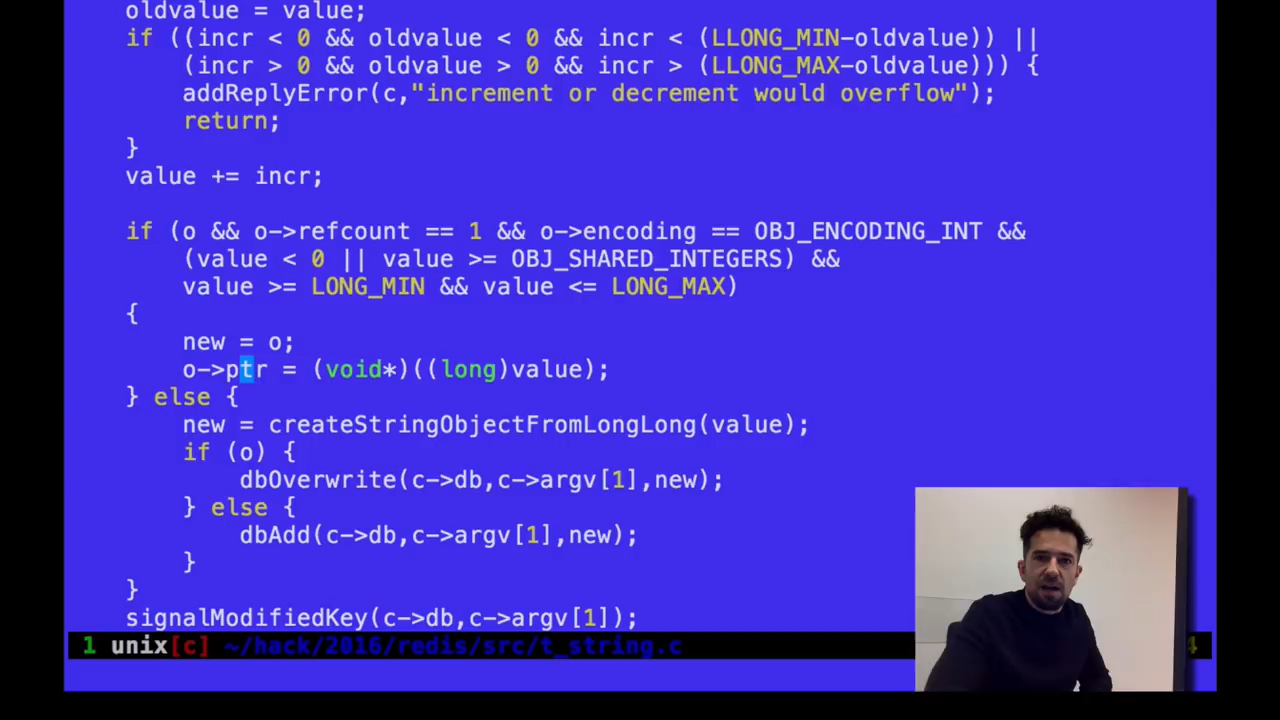 oldvalue = value;
if ((incr < 0 && oldvalue < 0 && incr < (LLONG_MIN-oldvalue)) ||
(incr > 0 && oldvalue > 0 && incr > (LLONG_MAX-oldvalue))) {
addReplyError(c,"increment or decrement would overflow");
return;
}
value += incr;
if (o && o->refcount == 1 && o->encoding == OBJ_ENCODING_INT &&
(value < 0 || value >= OBJ_SHARED_INTEGERS) &&
value >= LONG_MIN && value <= LONG_MAX)
{
new = o;
o->ptr = (void*)((long)value);
} else {
new = createStringObjectFromLongLong(value);
if (o) {
dbOverwrite(c->db,c->argv[1],new);
} else {
dbAdd(c->db,c->argv[1],new);
}
}
signalModifiedKey(c->db,c->argv[1]);
1 unix[c] ~/hack/2016/redis/src/t_string.c 4